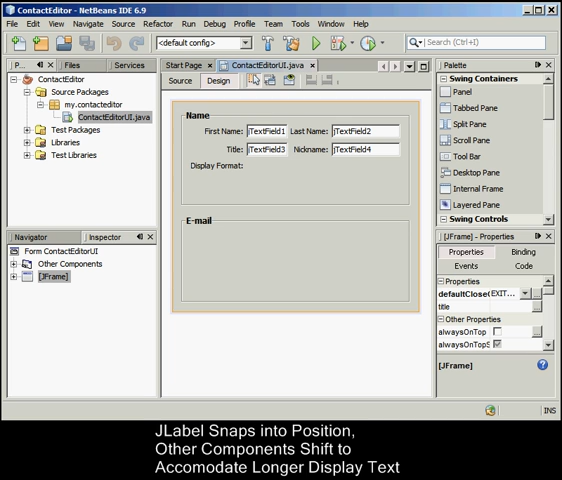 ContactEditor - NetBeans IDE 6.9
File Edit View Navigate Source Refactor Run Debug Profile Team Tools Window Help
<default config>
Search (Ctrl+I)
P...
Files
Services
ContactEditor
Source Packages
my.contacteditor
ContactEditorUI.java
Test Packages
Libraries
Test Libraries
Navigator
Inspector
Form ContactEditorUI
Other Components
[JFrame]
Start Page
ContactEditorUI.java
Source
Design
Name
First Name: jTextField1 Last Name: jTextField2
Title: jTextField3 Nickname: jTextField4
Display Format:
E-mail
Palette
Swing Containers
Panel
Tabbed Pane
Split Pane
Scroll Pane
Tool Bar
Desktop Pane
Internal Frame
Layered Pane
Swing Controls
[JFrame] - Properties
Properties Binding
Events Code
Properties
EXIT... ...
title ...
Other Properties
alwaysOnTop ...
[JFrame]
INS
JLabel Snaps into Position,
Other Components Shift to
Accomodate Longer Display Text